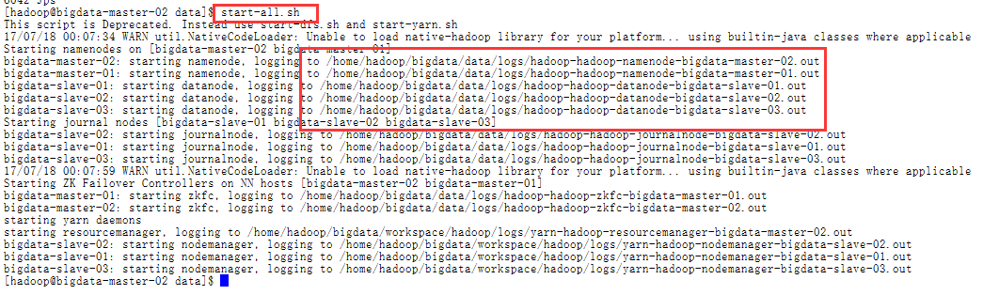 6042 Jps
[hadoop@bigdata-master-02 data]$ start-all.sh
This script is Deprecated. Instead use start-dfs.sh and start-yarn.sh
17/07/18 00:07:34 WARN util.NativeCodeLoader: Unable to load native-hadoop library for your platform... using builtin-java classes where applicable
Starting namenodes on [bigdata-master-02 bigdata-master-01]
bigdata-master-02: starting namenode, logging to /home/hadoop/bigdata/data/logs/hadoop-hadoop-namenode-bigdata-master-02.out
bigdata-master-01: starting namenode, logging to /home/hadoop/bigdata/data/logs/hadoop-hadoop-namenode-bigdata-master-01.out
bigdata-slave-01: starting datanode, logging to /home/hadoop/bigdata/data/logs/hadoop-hadoop-datanode-bigdata-slave-01.out
bigdata-slave-02: starting datanode, logging to /home/hadoop/bigdata/data/logs/hadoop-hadoop-datanode-bigdata-slave-02.out
bigdata-slave-03: starting datanode, logging to /home/hadoop/bigdata/data/logs/hadoop-hadoop-datanode-bigdata-slave-03.out
Starting journal nodes [bigdata-slave-01 bigdata-slave-02 bigdata-slave-03]
bigdata-slave-02: starting journalnode, logging to /home/hadoop/bigdata/data/logs/hadoop-hadoop-journalnode-bigdata-slave-02.out
bigdata-slave-01: starting journalnode, logging to /home/hadoop/bigdata/data/logs/hadoop-hadoop-journalnode-bigdata-slave-01.out
bigdata-slave-03: starting journalnode, logging to /home/hadoop/bigdata/data/logs/hadoop-hadoop-journalnode-bigdata-slave-03.out
17/07/18 00:07:59 WARN util.NativeCodeLoader: Unable to load native-hadoop library for your platform... using builtin-java classes where applicable
Starting ZK Failover Controllers on NN hosts [bigdata-master-02 bigdata-master-01]
bigdata-master-01: starting zkfc, logging to /home/hadoop/bigdata/data/logs/hadoop-hadoop-zkfc-bigdata-master-01.out
bigdata-master-02: starting zkfc, logging to /home/hadoop/bigdata/data/logs/hadoop-hadoop-zkfc-bigdata-master-02.out
starting yarn daemons
starting resourcemanager, logging to /home/hadoop/bigdata/workspace/hadoop/logs/yarn-hadoop-resourcemanager-bigdata-master-02.out
bigdata-slave-02: starting nodemanager, logging to /home/hadoop/bigdata/workspace/hadoop/logs/yarn-hadoop-nodemanager-bigdata-slave-02.out
bigdata-slave-01: starting nodemanager, logging to /home/hadoop/bigdata/workspace/hadoop/logs/yarn-hadoop-nodemanager-bigdata-slave-01.out
bigdata-slave-03: starting nodemanager, logging to /home/hadoop/bigdata/workspace/hadoop/logs/yarn-hadoop-nodemanager-bigdata-slave-03.out
[hadoop@bigdata-master-02 data]$